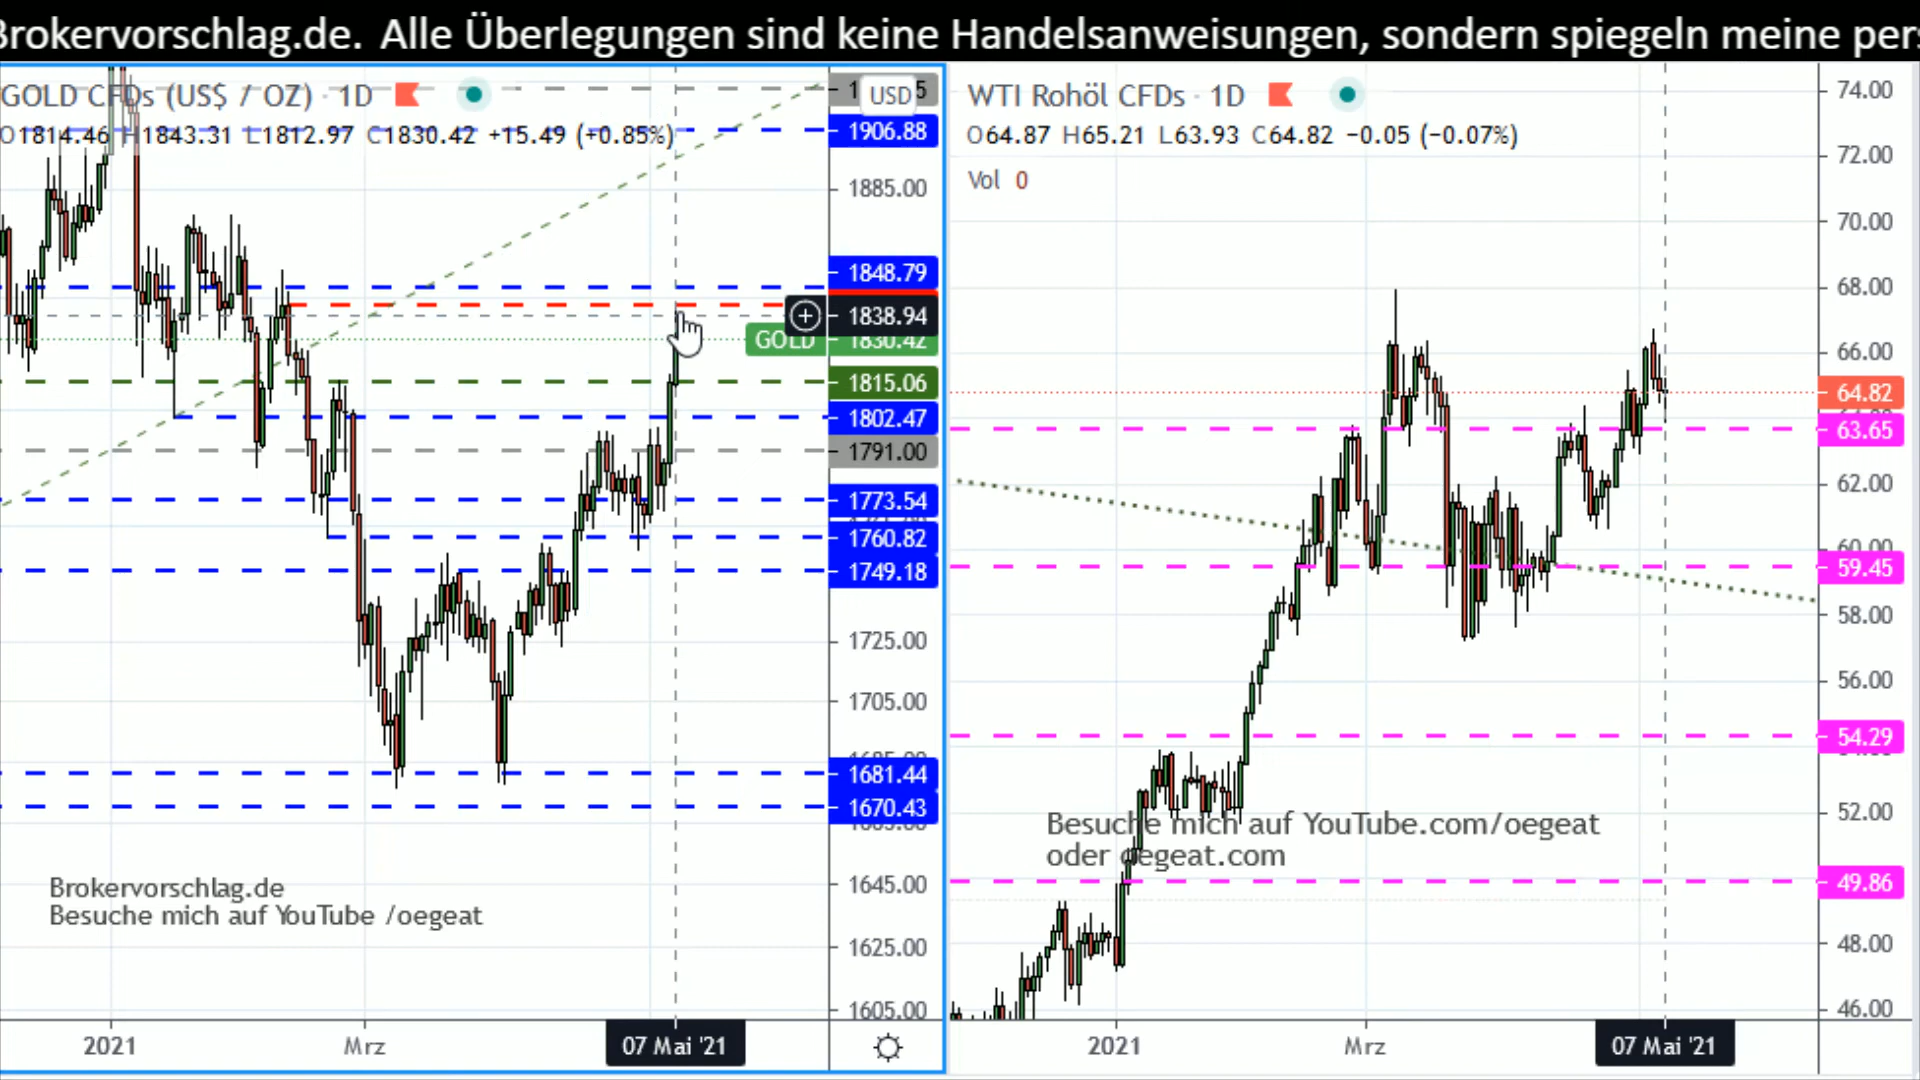 Brokervorschlag.de. Alle Überlegungen sind keine Handelsanweisungen, sondern spiegeln meine pers
GOLD CFDs (US$ / OZ) · 1D
O1814.46 H1843.31 L1812.97 C1830.42 +15.49 (+0.85%)
USD
1906.88
1885.00
1848.79
1838.94
GOLD 1830.42
1815.06
1802.47
1791.00
1773.54
1760.82
1749.18
1725.00
1705.00
1681.44
1670.43
1645.00
1625.00
1605.00
Brokervorschlag.de
Besuche mich auf YouTube /oegeat
2021 Mrz 07 Mai '21
WTI Rohöl CFDs · 1D
O64.87 H65.21 L63.93 C64.82 −0.05 (−0.07%)
Vol 0
74.00
72.00
70.00
68.00
66.00
64.82
63.65
62.00
60.00
59.45
58.00
56.00
54.29
52.00
49.86
48.00
46.00
Besuche mich auf YouTube.com/oegeat
oder oegeat.com
2021 Mrz 07 Mai '21